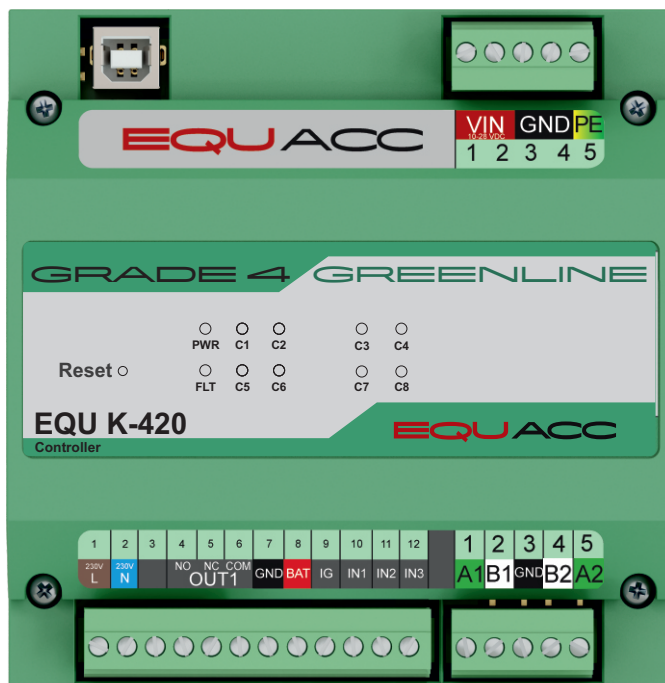 EQUACC
VIN GND PE
10-28 VDC
1 2 3 4 5
GRADE 4 GREENLINE
PWR C1 C2 C3 C4
Reset
FLT C5 C6 C7 C8
EQU K-420
Controller
EQUACC
1 2 3 4 5 6 7 8 9 10 11 12
1 2 3 4 5
230V 230V NO NC COM
L N OUT1 GND BAT IG IN1 IN2 IN3
A1 B1 GND B2 A2